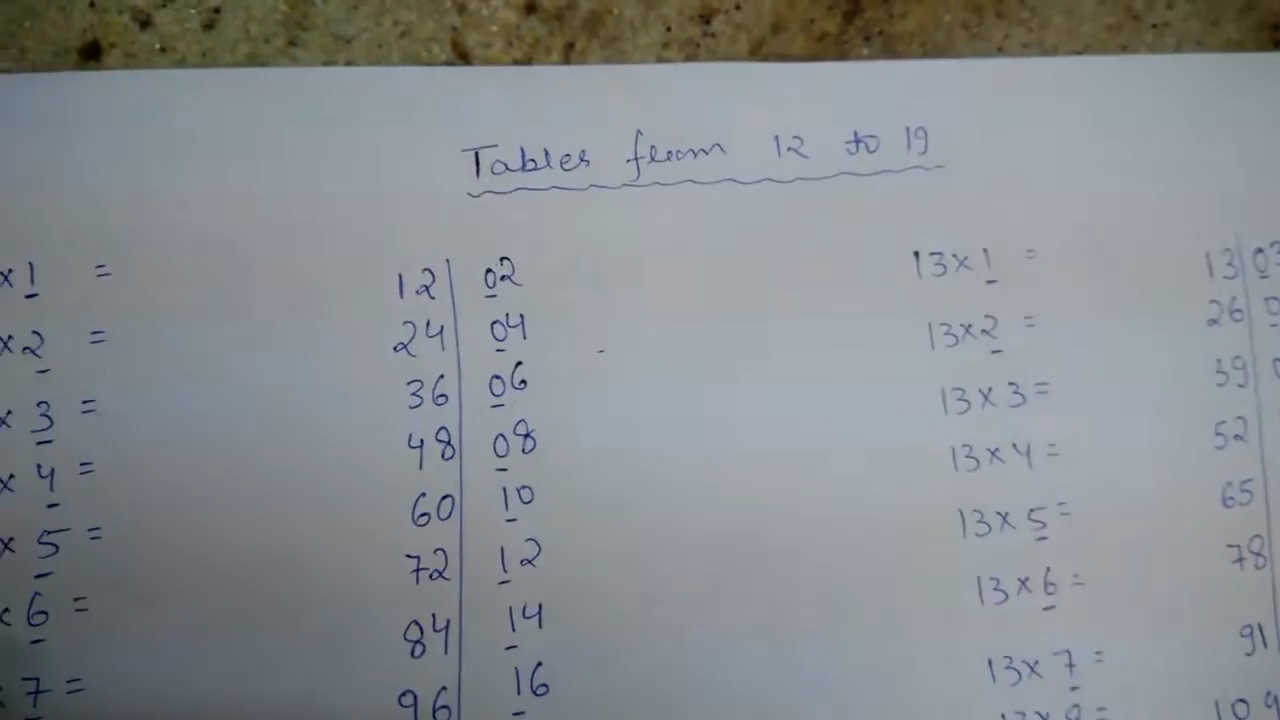 Tables from 12 to 19
×1 = 12 02
×2 = 24 04
×3 = 36 06
×4 = 48 08
×5 = 60 10
×6 = 72 12
×7 = 84 14
96 16
13×1 = 13 03
13×2 = 26
13×3= 39
13×4= 52
13×5= 65
13×6= 78
13×7= 91
104